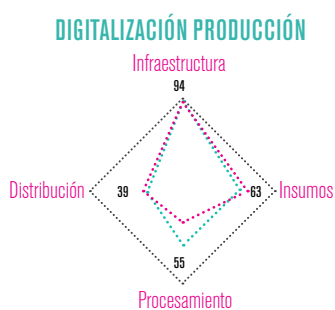 DIGITALIZACIÓN PRODUCCIÓN
Infraestructura
94
Distribución
39
63
Insumos
55
Procesamiento